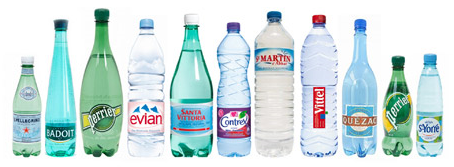 S.PELLEGRINO
BADOIT
Perrier
evian
SANTA
VITTORIA
Contrex
ST MARTIN
Vittel
QUEZAC
Perrier
St-Yorre